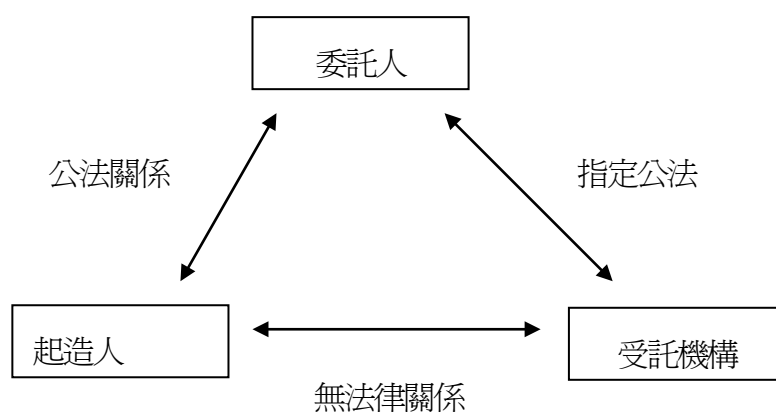 委託人
公法關係
指定公法
起造人
受託機構
無法律關係